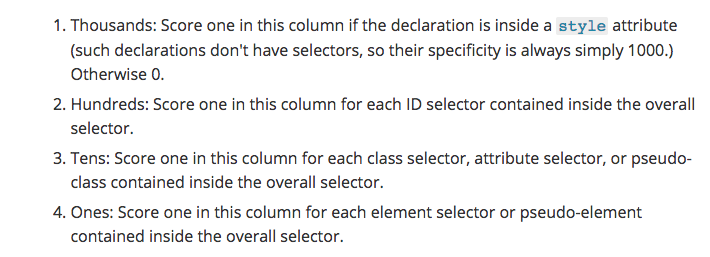 1. Thousands: Score one in this column if the declaration is inside a style attribute
(such declarations don't have selectors, so their specificity is always simply 1000.)
Otherwise 0.
2. Hundreds: Score one in this column for each ID selector contained inside the overall
selector.
3. Tens: Score one in this column for each class selector, attribute selector, or pseudo-
class contained inside the overall selector.
4. Ones: Score one in this column for each element selector or pseudo-element
contained inside the overall selector.